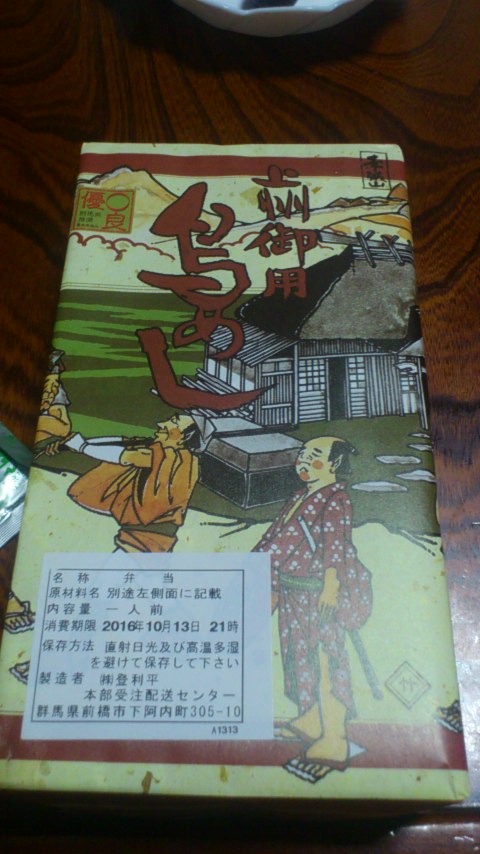 上州御用
鳥めし
優良
名称 弁当
原材料名 別途左側面に記載
内容量 一人前
消費期限 2016年10月13日 21時
保存方法 直射日光及び高温多湿
を避けて保存して下さい
製造者 ㈱登利平
本部受注配送センター
群馬県前橋市下阿内町305-10
A1313